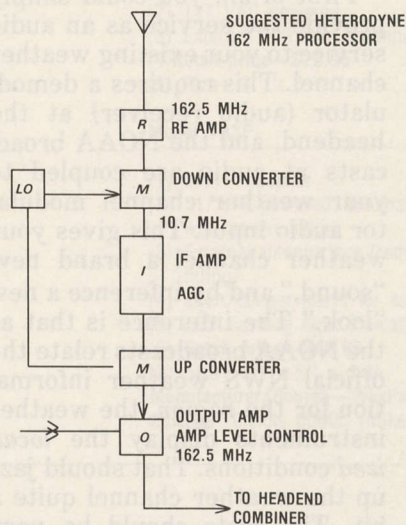 SUGGESTED HETERODYNE
162 MHz PROCESSOR
162.5 MHz
RF AMP
LO
M
DOWN CONVERTER
10.7 MHz
I
IF AMP
AGC
M
UP CONVERTER
OUTPUT AMP
AMP LEVEL CONTROL
162.5 mHz
TO HEADEND
COMBINER